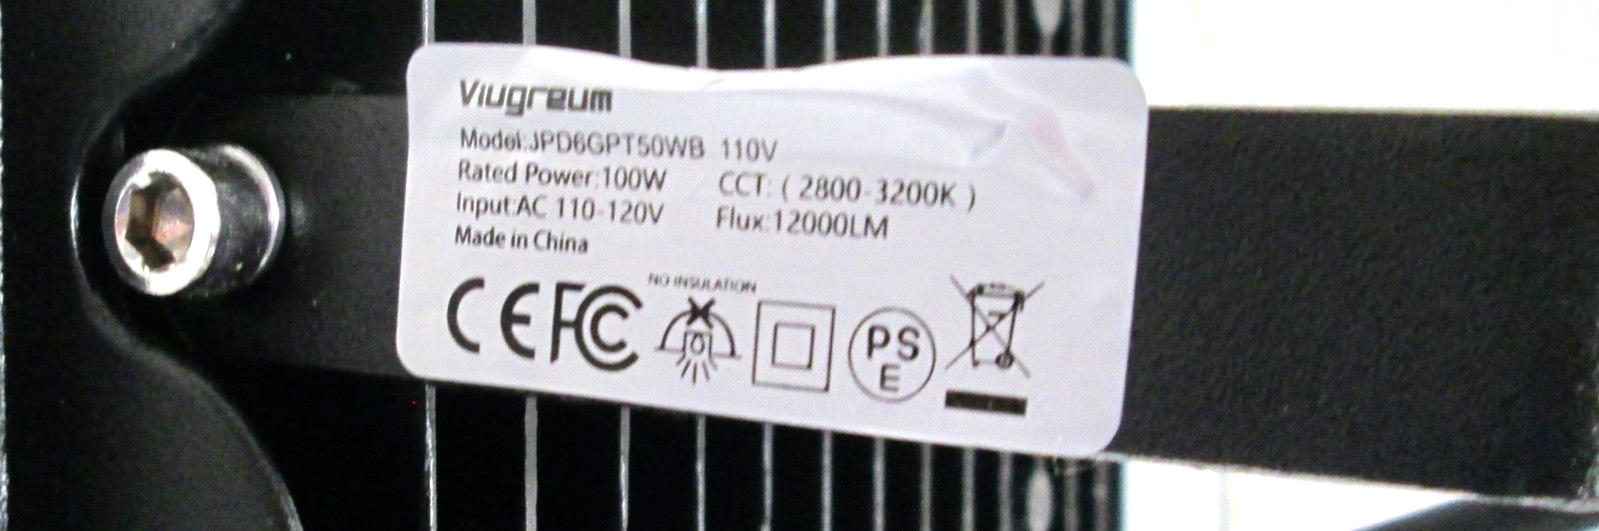 Viugreum
Model:JPD6GPT50WB 110V
Rated Power:100W CCT: ( 2800-3200K )
Input:AC 110-120V Flux:12000LM
Made in China
NO INSULATION
CE FC PS
E